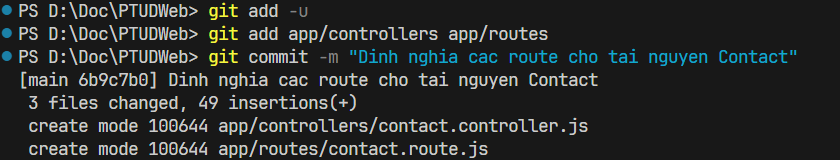 PS D:\Doc\PTUDWeb> git add -u
PS D:\Doc\PTUDWeb> git add app/controllers app/routes
PS D:\Doc\PTUDWeb> git commit -m "Dinh nghia cac route cho tai nguyen Contact"
[main 6b9c7b0] Dinh nghia cac route cho tai nguyen Contact
3 files changed, 49 insertions(+)
create mode 100644 app/controllers/contact.controller.js
create mode 100644 app/routes/contact.route.js